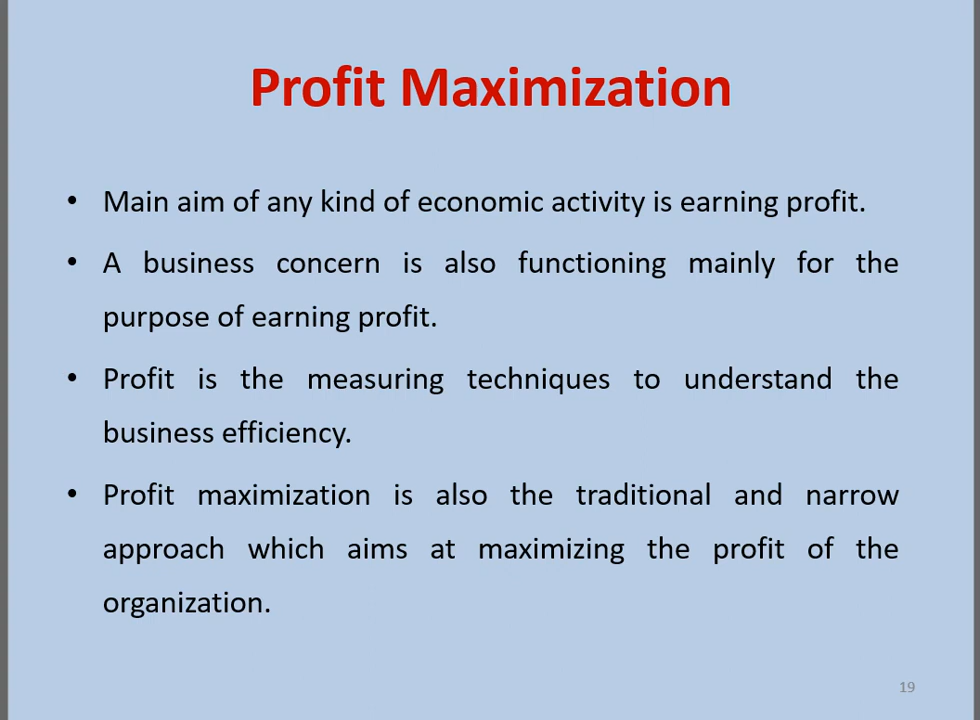 Profit Maximization
• Main aim of any kind of economic activity is earning profit.
• A business concern is also functioning mainly for the
purpose of earning profit.
• Profit is the measuring techniques to understand the
business efficiency.
• Profit maximization is also the traditional and narrow
approach which aims at maximizing the profit of the
organization.
19